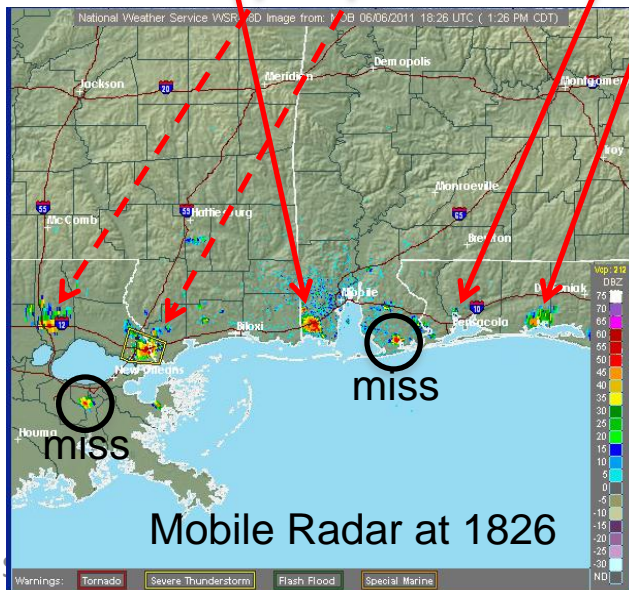 National Weather Service WSR-88D Image from: MOB 06/06/2011 18:26 UTC ( 1:26 PM CDT)
Demopolis
Jackson
Meridian
20
Montgomery
Troy
Monroeville
55
McComb
59
Hattiesburg
65
Brewton
Vcp: 212
DBZ
12
Mobile
10
Biloxi
Pensacola
New Orleans
Houma
miss
miss
75
70
65
60
55
50
45
40
35
30
25
20
15
10
5
0
-5
-10
-15
-20
-25
-30
ND
Mobile Radar at 1826
Warnings:
Tornado
Severe Thunderstorm
Flash Flood
Special Marine